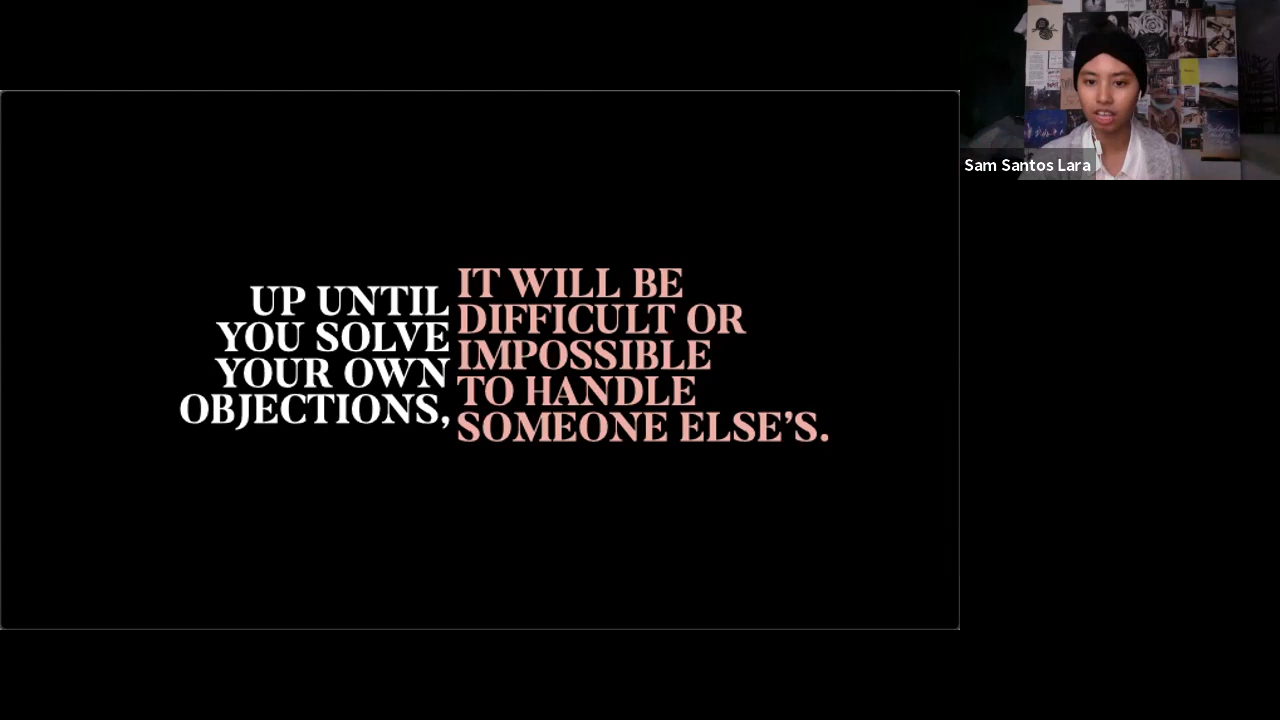 UP UNTIL
YOU SOLVE
YOUR OWN
OBJECTIONS,
IT WILL BE
DIFFICULT OR
IMPOSSIBLE
TO HANDLE
SOMEONE ELSE’S.
Sam Santos Lara